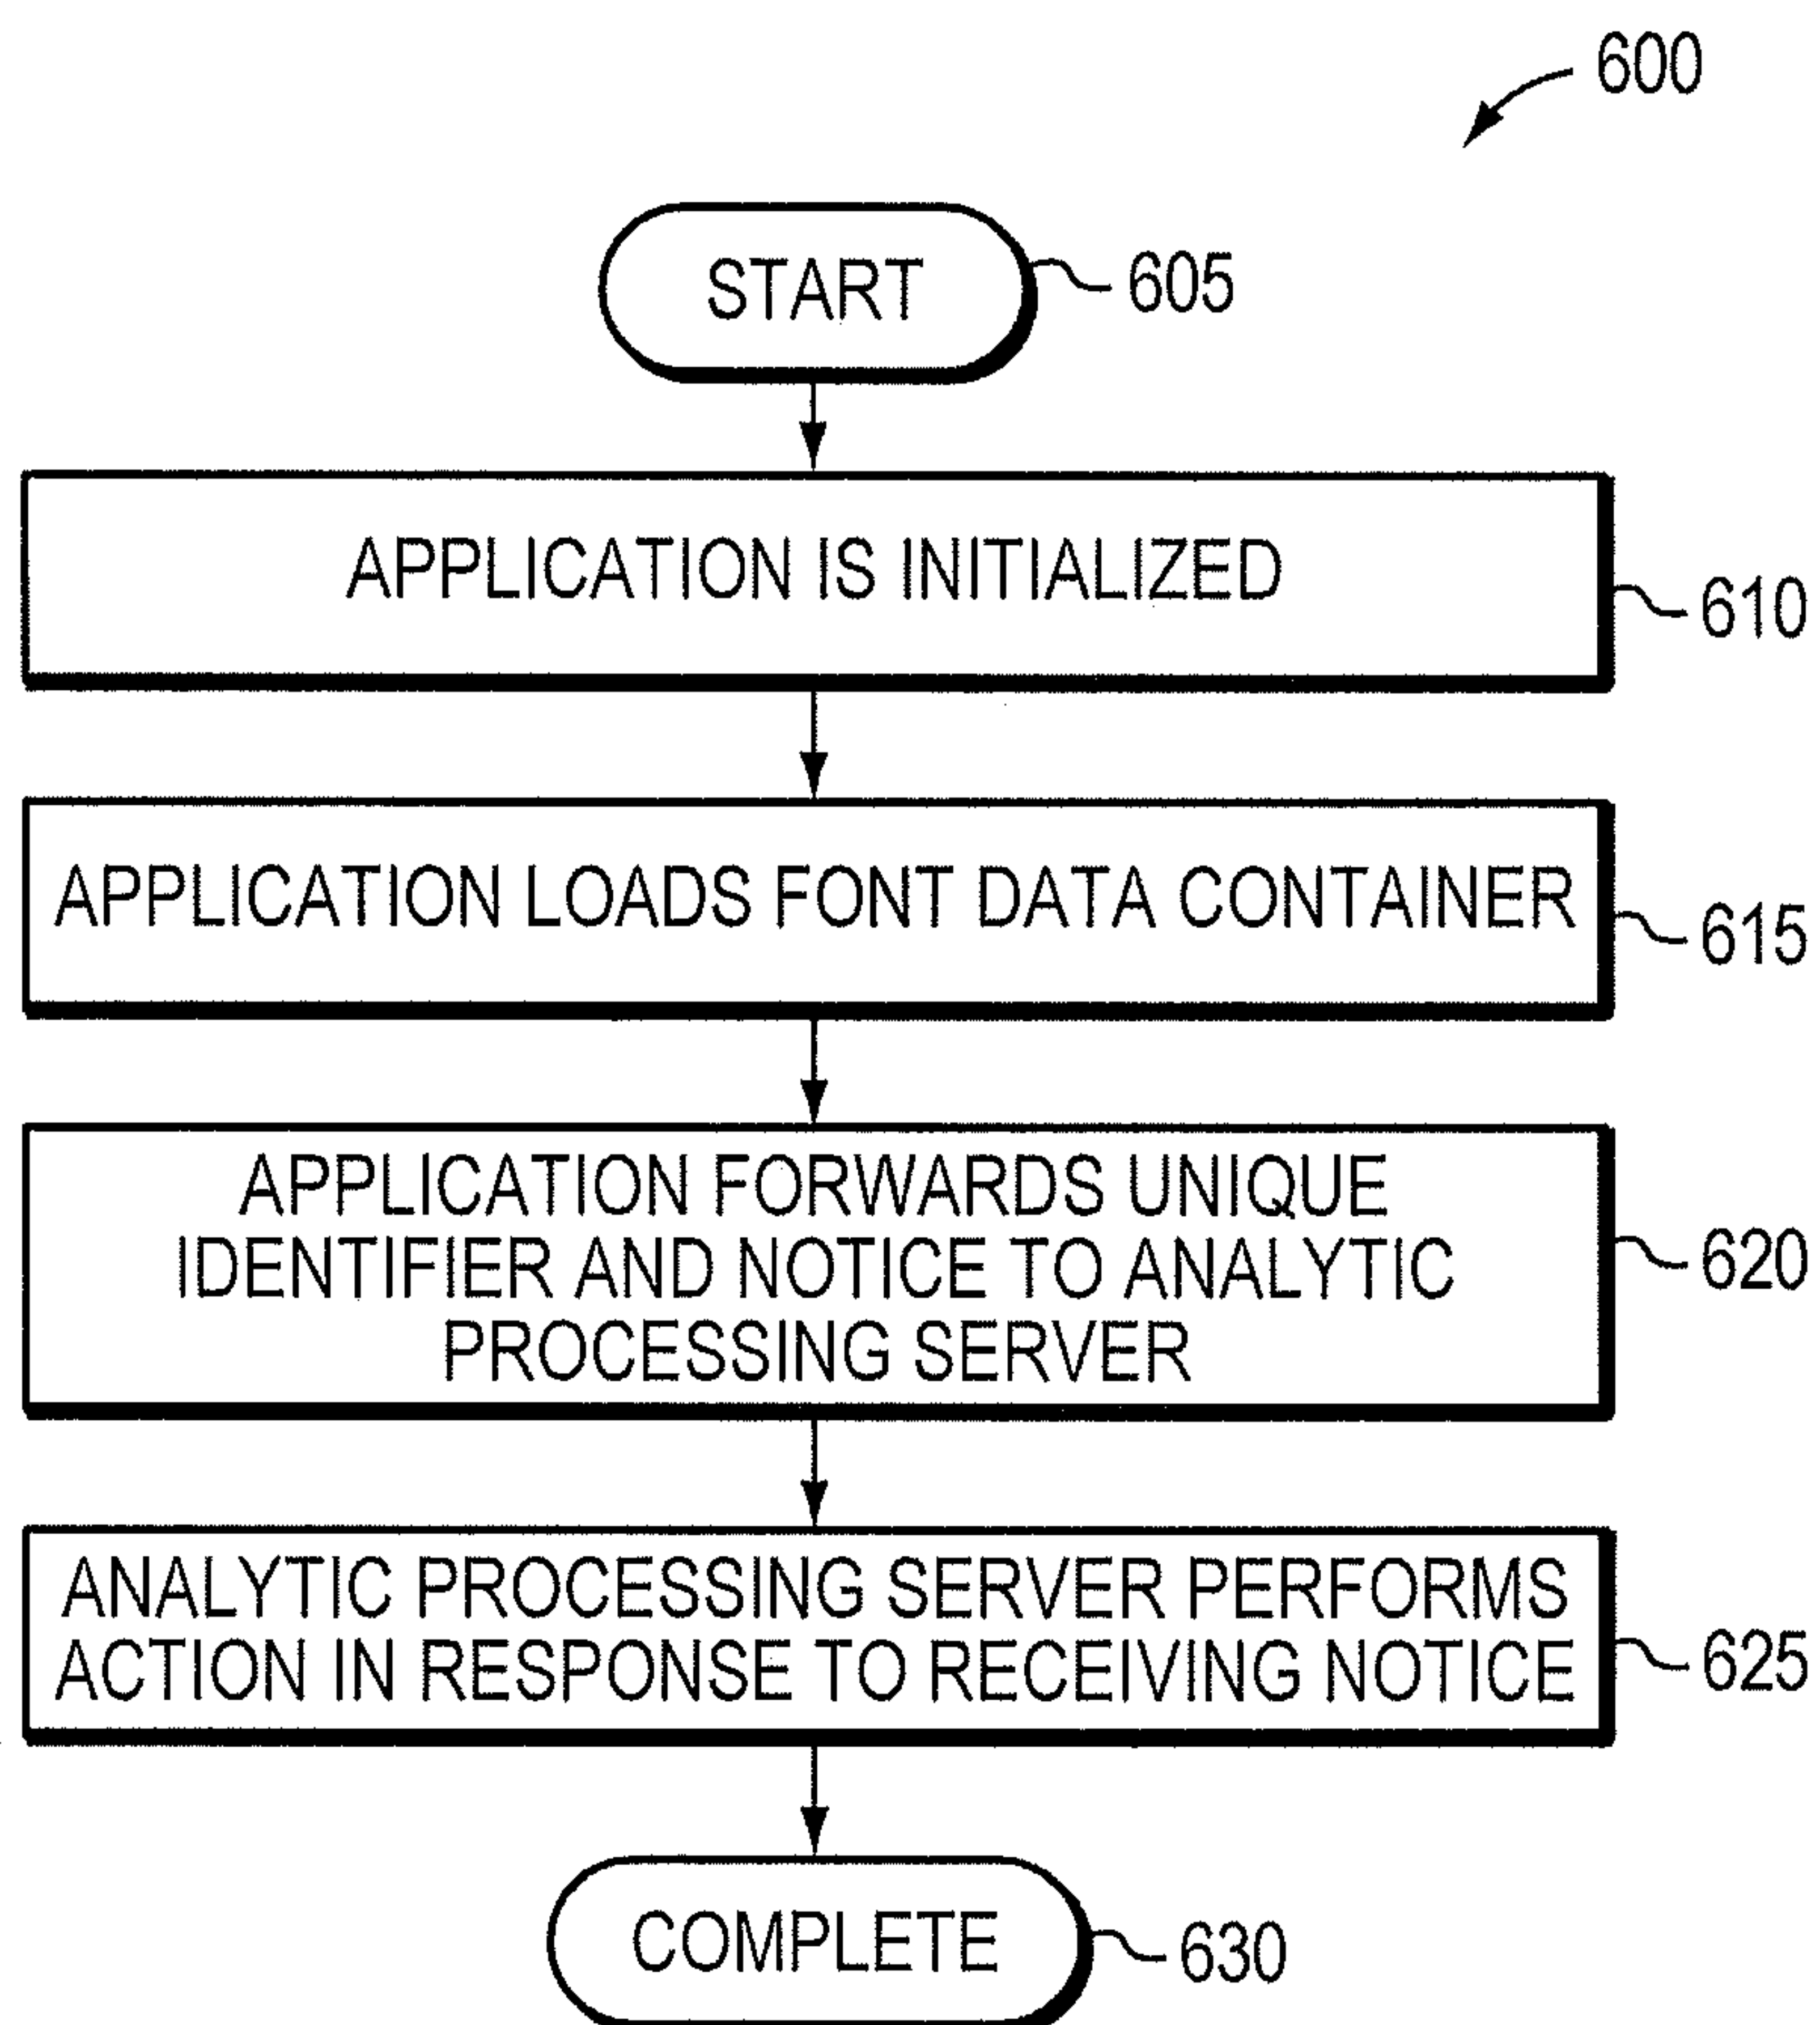 600
START
605
APPLICATION IS INITIALIZED
610
APPLICATION LOADS FONT DATA CONTAINER
615
APPLICATION FORWARDS UNIQUE
IDENTIFIER AND NOTICE TO ANALYTIC
PROCESSING SERVER
620
ANALYTIC PROCESSING SERVER PERFORMS
ACTION IN RESPONSE TO RECEIVING NOTICE
625
COMPLETE
630